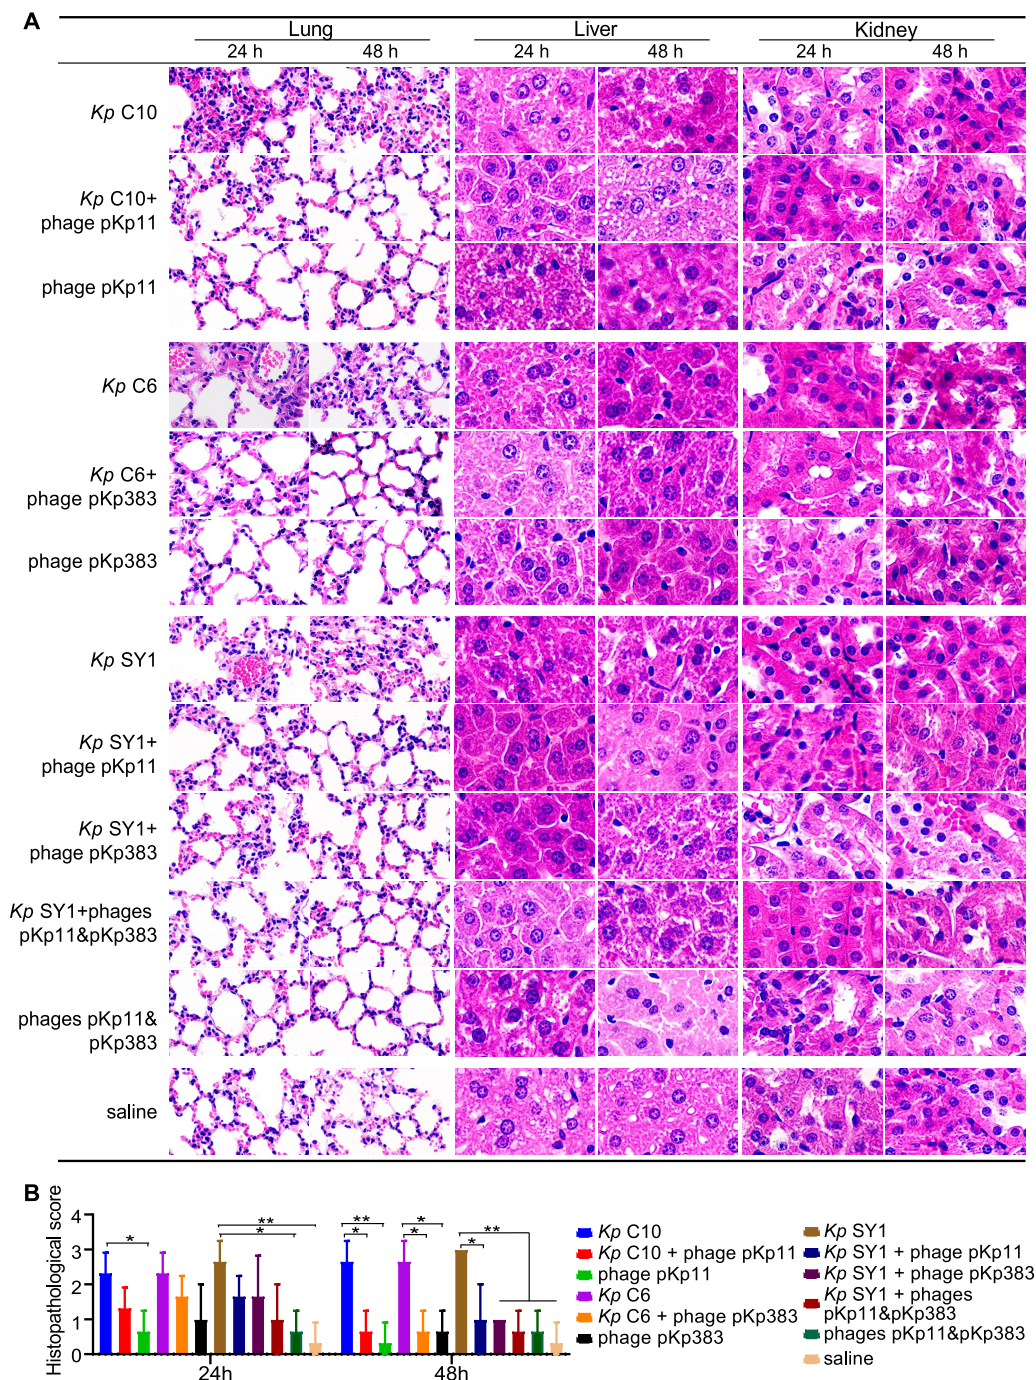 A
Lung Liver Kidney
24 h 48 h 24 h 48 h 24 h 48 h
Kp C10
Kp C10+
phage pKp11
phage pKp11
Kp C6
Kp C6+
phage pKp383
phage pKp383
Kp SY1
Kp SY1+
phage pKp11
Kp SY1+
phage pKp383
Kp SY1+phages
pKp11&pKp383
phages pKp11&
pKp383
saline
B
Histopathological score
4
3
2
1
0
*
**
*
**
*
*
*
**
*
24h 48h
Kp C10
Kp C10 + phage pKp11
phage pKp11
Kp C6
Kp C6 + phage pKp383
phage pKp383
Kp SY1
Kp SY1 + phage pKp11
Kp SY1 + phage pKp383
Kp SY1 + phages
pKp11&pKp383
phages pKp11&pKp383
saline